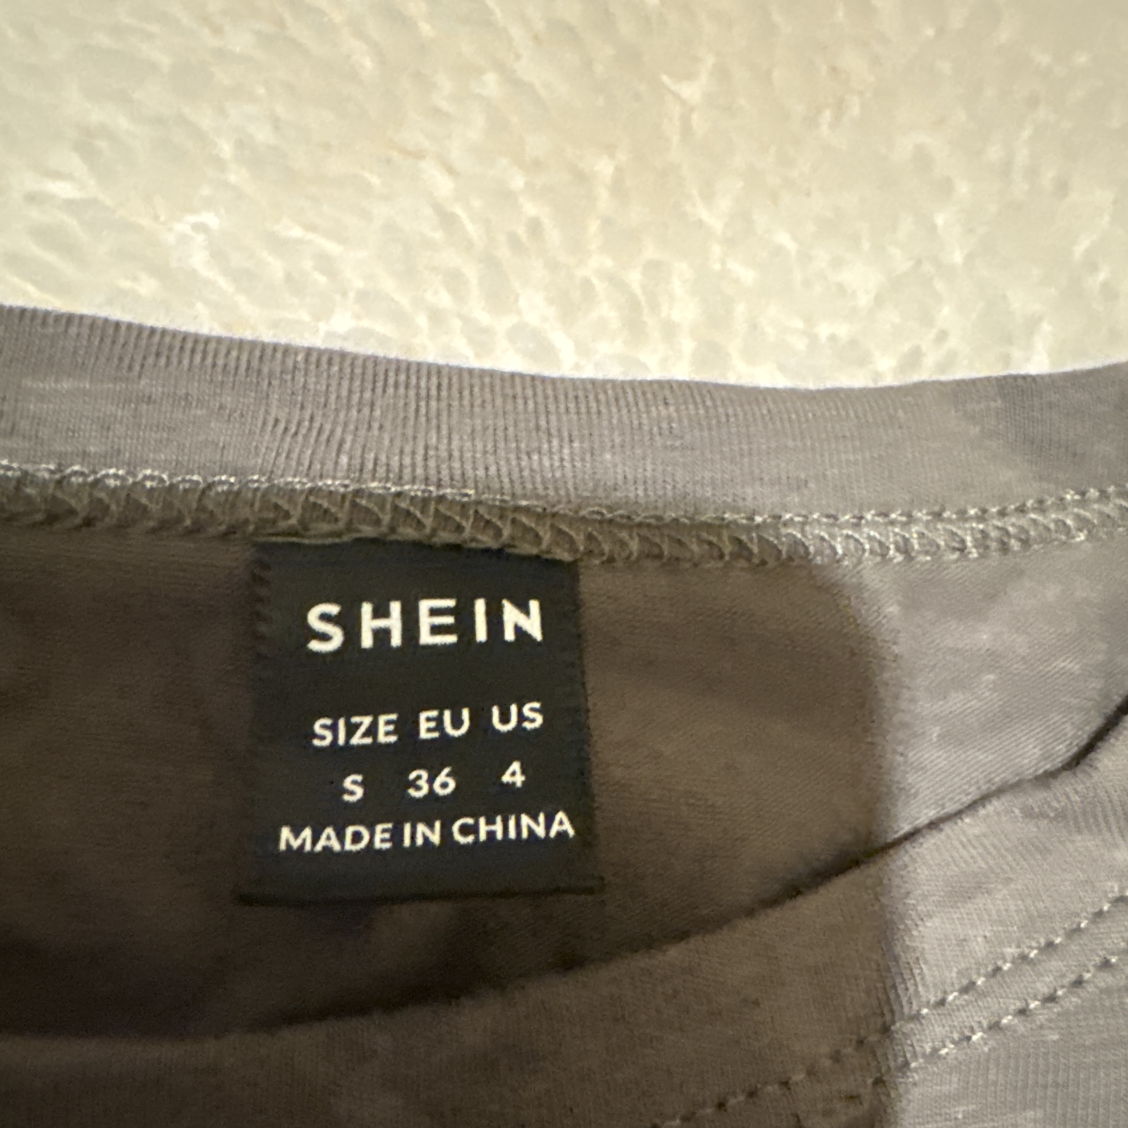 SHEIN
SIZE EU US
S 36 4
MADE IN CHINA